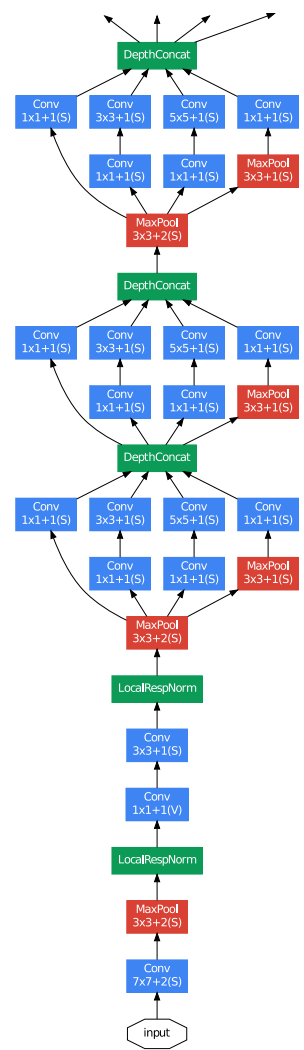 DepthConcat
Conv Conv Conv Conv
1x1+1(S) 3x3+1(S) 5x5+1(S) 1x1+1(S)
Conv Conv MaxPool
1x1+1(S) 1x1+1(S) 3x3+1(S)
MaxPool
3x3+2(S)
DepthConcat
Conv Conv Conv Conv
1x1+1(S) 3x3+1(S) 5x5+1(S) 1x1+1(S)
Conv Conv MaxPool
1x1+1(S) 1x1+1(S) 3x3+1(S)
DepthConcat
Conv Conv Conv Conv
1x1+1(S) 3x3+1(S) 5x5+1(S) 1x1+1(S)
Conv Conv MaxPool
1x1+1(S) 1x1+1(S) 3x3+1(S)
MaxPool
3x3+2(S)
LocalRespNorm
Conv
3x3+1(S)
Conv
1x1+1(V)
LocalRespNorm
MaxPool
3x3+2(S)
Conv
7x7+2(S)
input